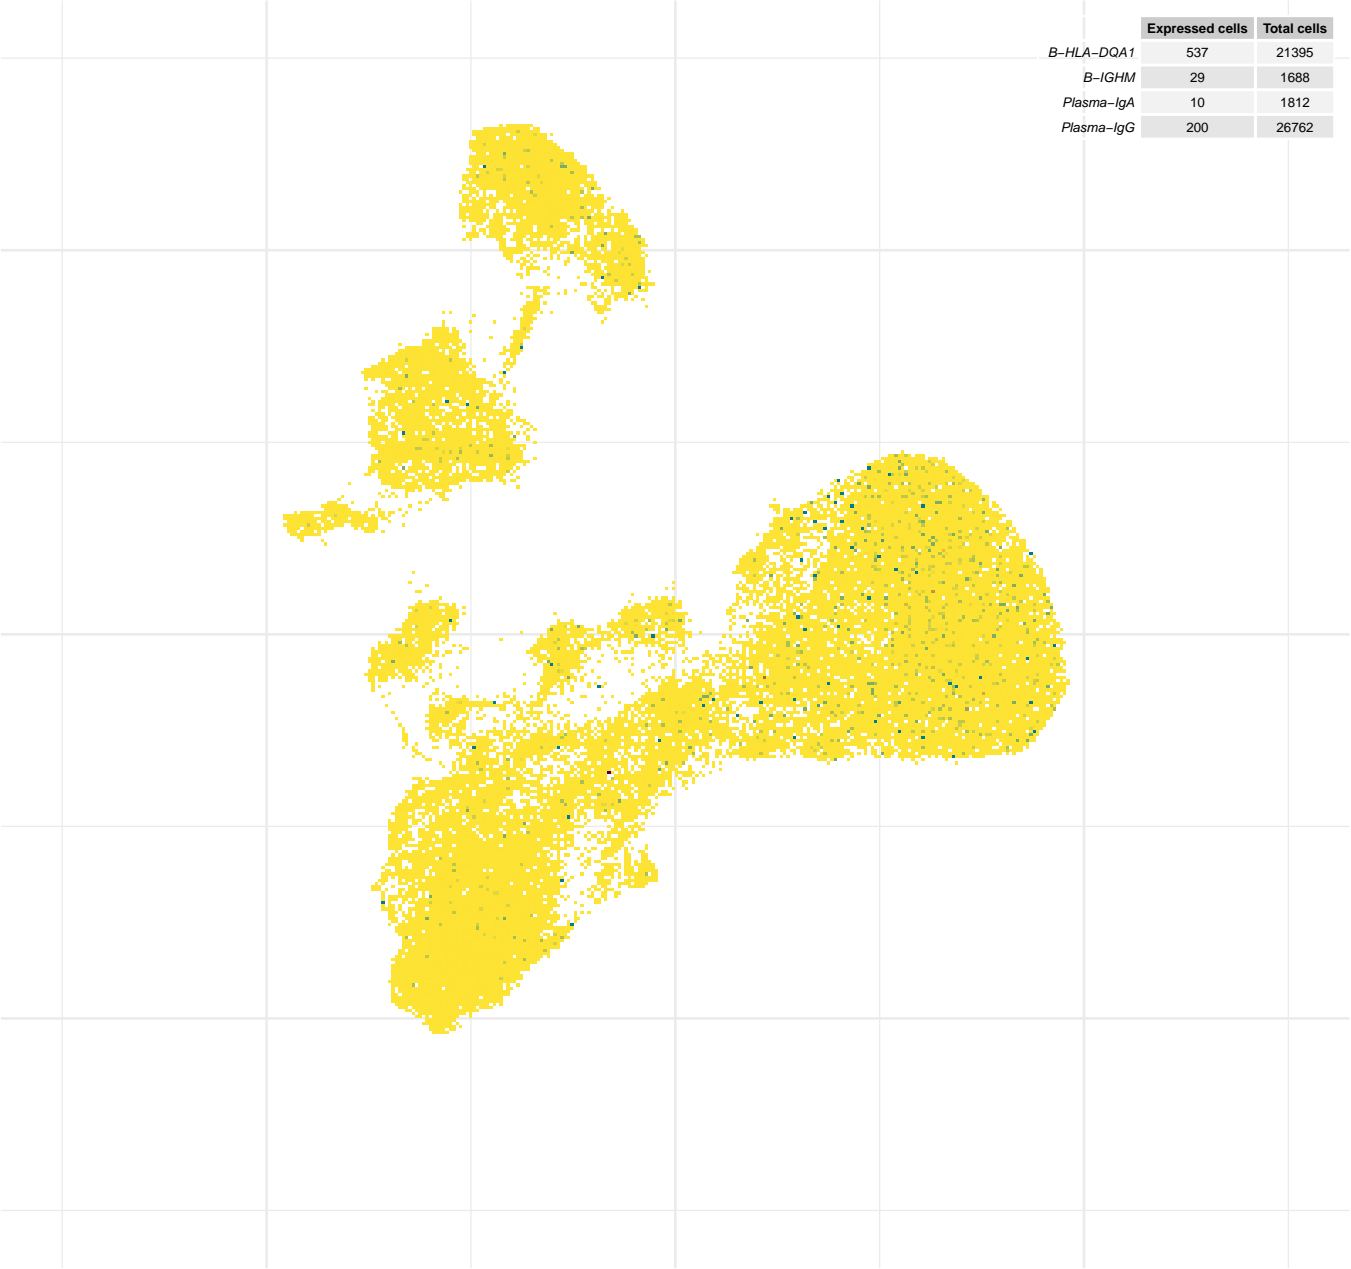 Expressed cells Total cells
B−HLA−DQA1 537 21395
B−IGHM 29 1688
Plasma−IgA 10 1812
Plasma−IgG 200 26762